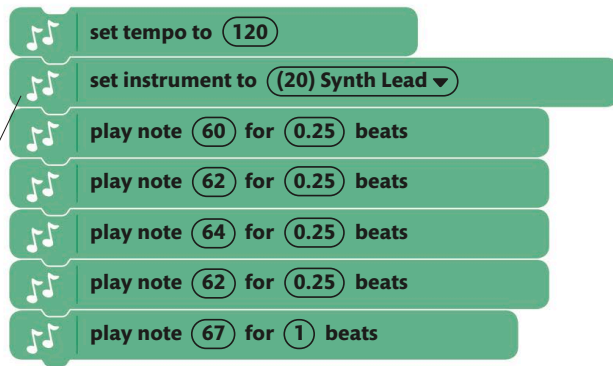 set tempo to 120
set instrument to (20) Synth Lead
play note 60 for 0.25 beats
play note 62 for 0.25 beats
play note 64 for 0.25 beats
play note 62 for 0.25 beats
play note 67 for 1 beats